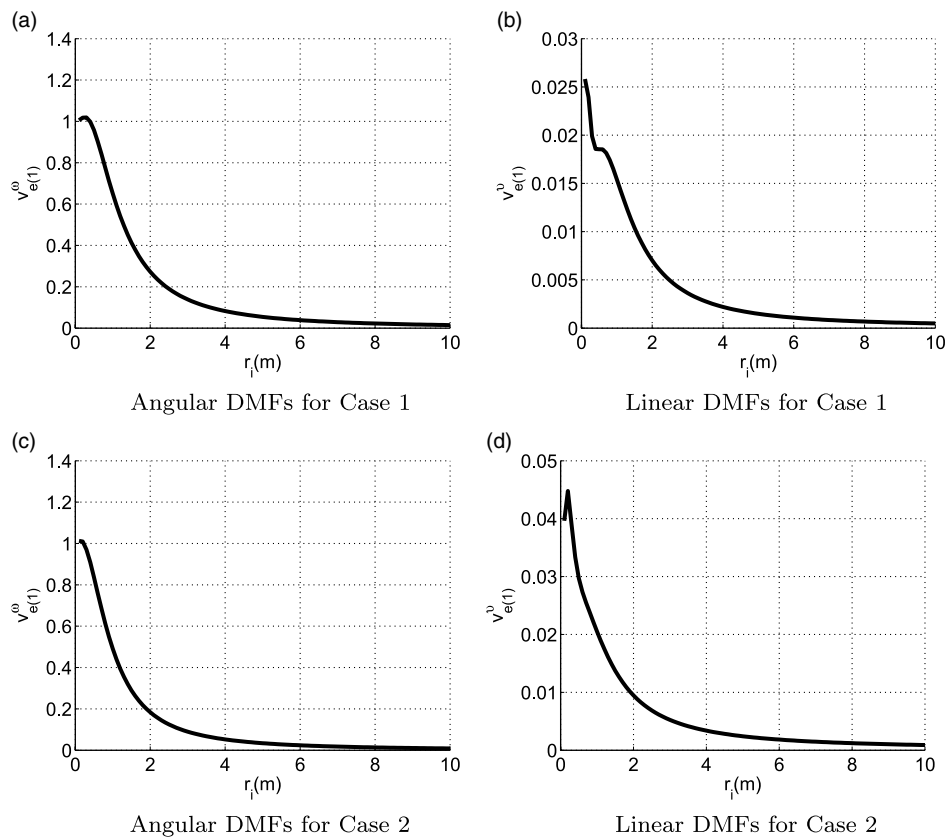 (a)
1.4
1.2
1
0.8
0.6
0.4
0.2
0
v^ω_e(1)
0 2 4 6 8 10
r_i(m)
Angular DMFs for Case 1
(b)
0.03
0.025
0.02
0.015
0.01
0.005
0
v^υ_e(1)
0 2 4 6 8 10
r_i(m)
Linear DMFs for Case 1
(c)
1.4
1.2
1
0.8
0.6
0.4
0.2
0
v^ω_e(1)
0 2 4 6 8 10
r_i(m)
Angular DMFs for Case 2
(d)
0.05
0.04
0.03
0.02
0.01
0
v^υ_e(1)
0 2 4 6 8 10
r_i(m)
Linear DMFs for Case 2